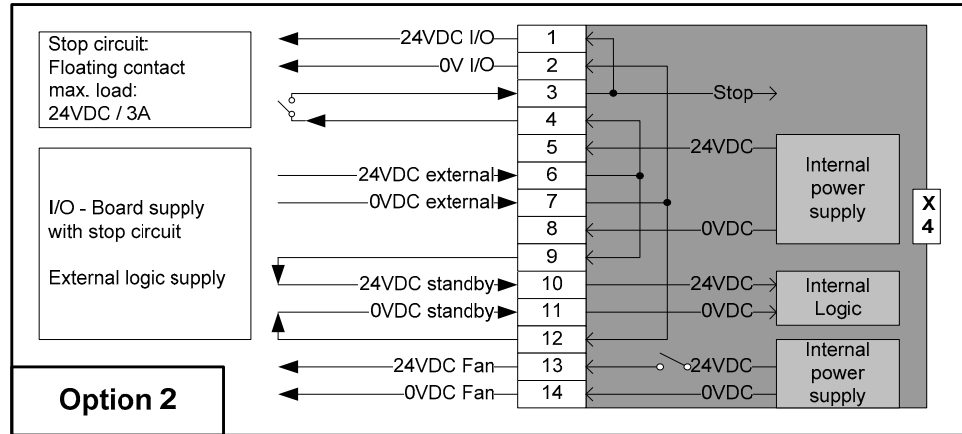 Stop circuit:
Floating contact
max. load:
24VDC / 3A
I/O - Board supply
with stop circuit
External logic supply
Option 2
24VDC I/O
0V I/O
24VDC external
0VDC external
24VDC standby
0VDC standby
24VDC Fan
0VDC Fan
1
2
3
4
5
6
7
8
9
10
11
12
13
14
Stop
24VDC
0VDC
Internal
power
supply
24VDC
0VDC
Internal
Logic
24VDC
0VDC
Internal
power
supply
X
4